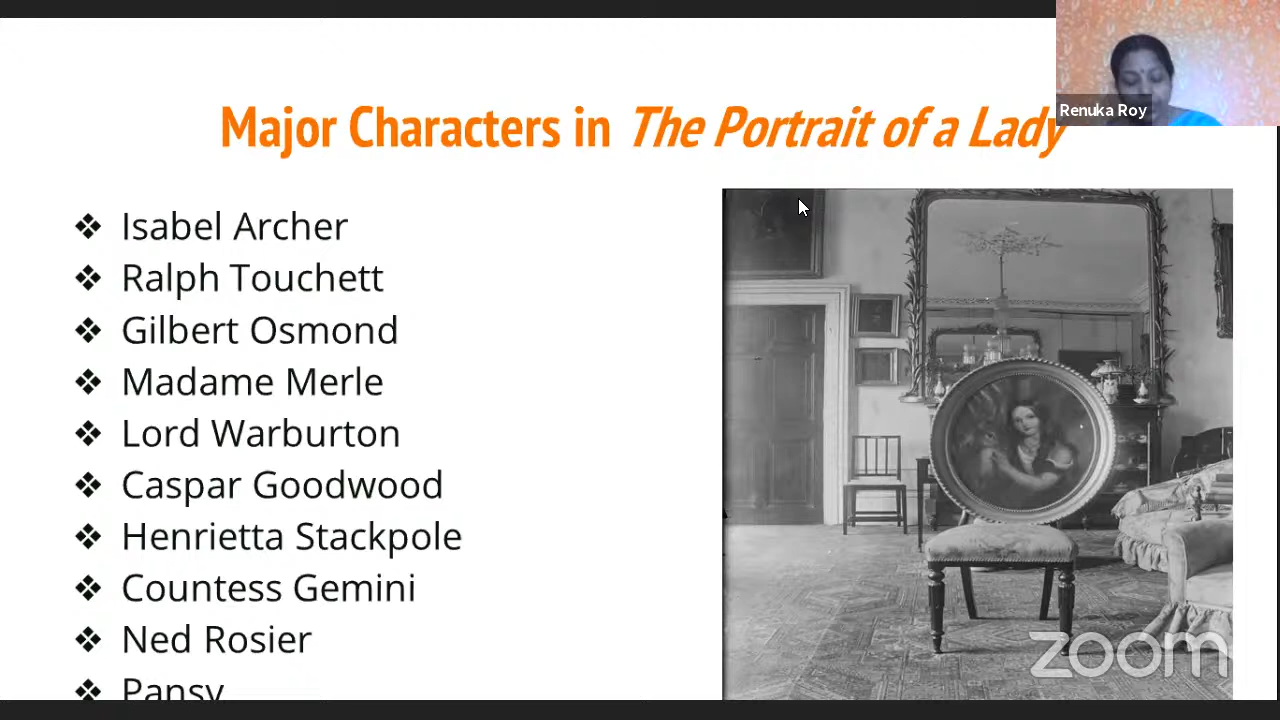 Major Characters in The Portrait of a Lady
Renuka Roy
❖ Isabel Archer
❖ Ralph Touchett
❖ Gilbert Osmond
❖ Madame Merle
❖ Lord Warburton
❖ Caspar Goodwood
❖ Henrietta Stackpole
❖ Countess Gemini
❖ Ned Rosier
❖ Pansy
zoom